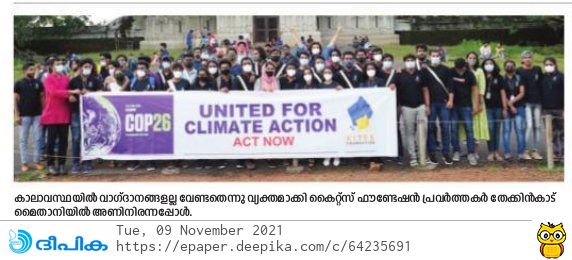 COP26
UNITED FOR
CLIMATE ACTION
ACT NOW
KITES
FOUNDATION
കാലാവസ്ഥയിൽ വാഗ്ദാനങ്ങളല്ല വേണ്ടതെന്നു വ്യക്തമാക്കി കൈറ്റ്സ് ഫൗണ്ടേഷൻ പ്രവർത്തകർ തേക്കിൻകാട്
മൈതാനിയിൽ അണിനിരന്നപ്പോൾ.
ദീപിക
Tue, 09 November 2021
https://epaper.deepika.com/c/64235691